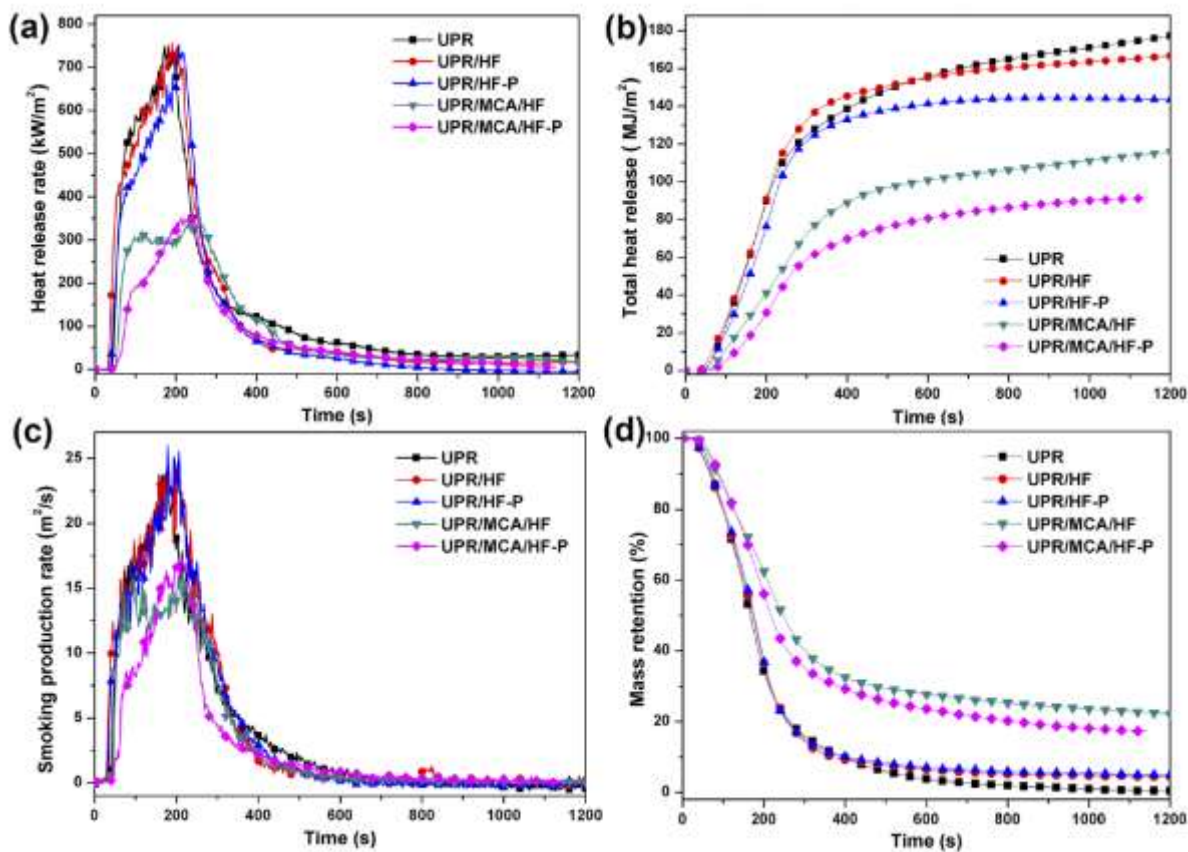 (a)
800
700
600
500
400
300
200
100
0
Heat release rate (kW/m²)
UPR
UPR/HF
UPR/HF-P
UPR/MCA/HF
UPR/MCA/HF-P
0 200 400 600 800 1000 1200
Time (s)
(b)
180
160
140
120
100
80
60
40
20
0
Total heat release ( MJ/m²)
UPR
UPR/HF
UPR/HF-P
UPR/MCA/HF
UPR/MCA/HF-P
0 200 400 600 800 1000 1200
Time (s)
(c)
25
20
15
10
5
0
Smoking production rate (m²/s)
UPR
UPR/HF
UPR/HF-P
UPR/MCA/HF
UPR/MCA/HF-P
0 200 400 600 800 1000 1200
Time (s)
(d)
100
80
60
40
20
0
Mass retention (%)
UPR
UPR/HF
UPR/HF-P
UPR/MCA/HF
UPR/MCA/HF-P
0 200 400 600 800 1000 1200
Time (s)